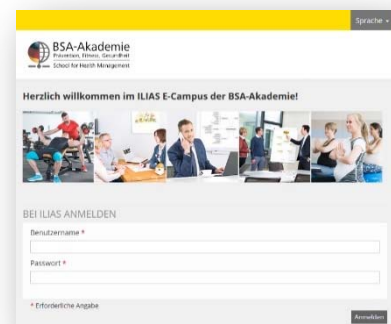 Sprache
BSA-Akademie
Prävention, Fitness, Gesundheit
School for Health Management
Herzlich willkommen im ILIAS E-Campus der BSA-Akademie!
BEI ILIAS ANMELDEN
Benutzername *
Passwort *
* Erforderliche Angabe
Anmelden